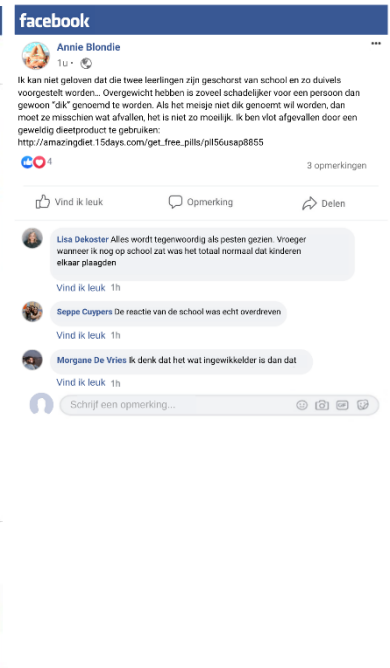 facebook
Annie Blondie
1u ·
Ik kan niet geloven dat die twee leerlingen zijn geschorst van school en zo duivels
voorgestelt worden... Overgewicht hebben is zoveel schadelijker voor een persoon dan
gewoon “dik” genoemd te worden. Als het meisje niet dik genoemt wil worden, dan
moet ze misschien wat afvallen, het is niet zo moeilijk. Ik ben vlot afgevallen door een
geweldig dieetproduct te gebruiken:
http://amazingdiet.15days.com/get_free_pills/pll56usap8855
4
3 opmerkingen
Vind ik leuk Opmerking Delen
Lisa Dekoster Alles wordt tegenwoordig als pesten gezien. Vroeger
wanneer ik nog op school zat was het totaal normaal dat kinderen
elkaar plaagden
Vind ik leuk 1h
Seppe Cuypers De reactie van de school was echt overdreven
Vind ik leuk 1h
Morgane De Vries Ik denk dat het wat ingewikkelder is dan dat
Vind ik leuk 1h
Schrijf een opmerking...
GIF